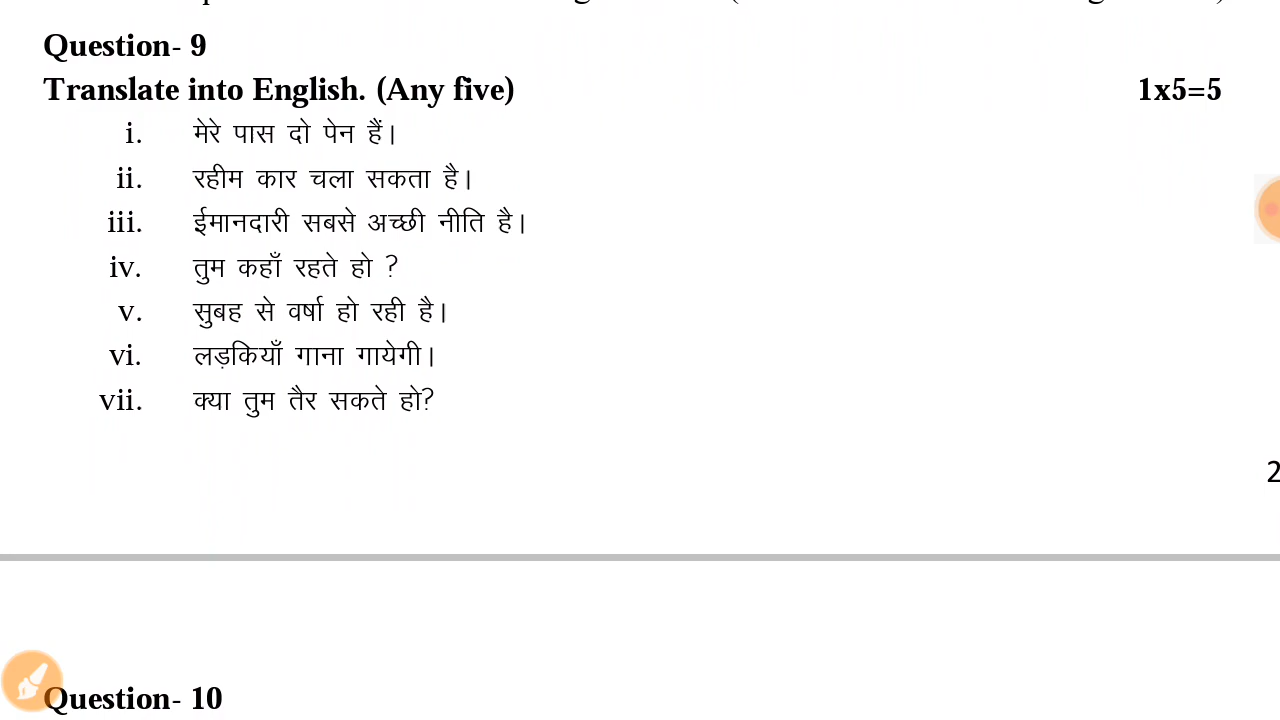 Question- 9
Translate into English. (Any five) 1x5=5
i. मेरे पास दो पेन हैं।
ii. रहीम कार चला सकता है।
iii. ईमानदारी सबसे अच्छी नीति है।
iv. तुम कहाँ रहते हो ?
v. सुबह से वर्षा हो रही है।
vi. लड़कियाँ गाना गायेगी।
vii. क्या तुम तैर सकते हो?
2
Question- 10